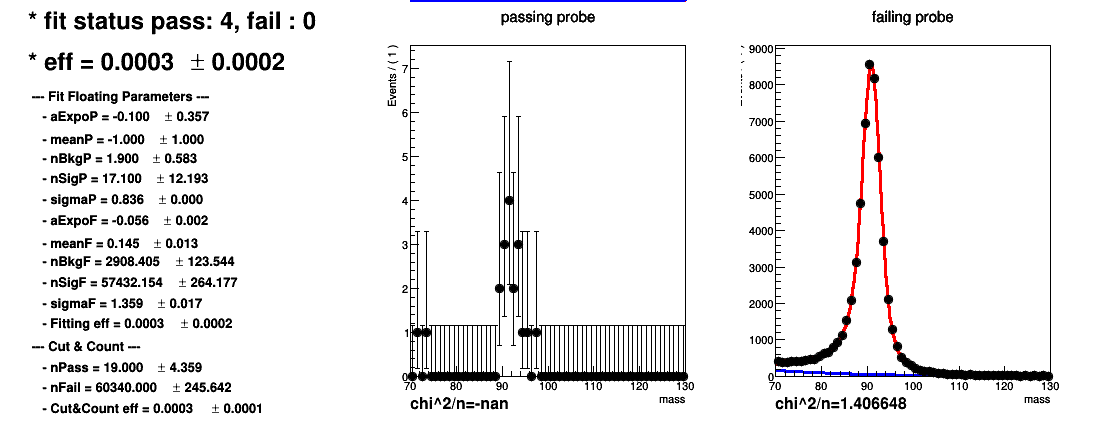 * fit status pass: 4, fail : 0
* eff = 0.0003 ± 0.0002
--- Fit Floating Parameters ---
- aExpoP = -0.100 ± 0.357
- meanP = -1.000 ± 1.000
- nBkgP = 1.900 ± 0.583
- nSigP = 17.100 ± 12.193
- sigmaP = 0.836 ± 0.000
- aExpoF = -0.056 ± 0.002
- meanF = 0.145 ± 0.013
- nBkgF = 2908.405 ± 123.544
- nSigF = 57432.154 ± 264.177
- sigmaF = 1.359 ± 0.017
- Fitting eff = 0.0003 ± 0.0002
--- Cut & Count ---
- nPass = 19.000 ± 4.359
- nFail = 60340.000 ± 245.642
- Cut&Count eff = 0.0003 ± 0.0001
passing probe
Events / ( 1 )
7
6
5
4
3
2
1
0
70 80 90 100 110 120 130
mass
chi^2/n=-nan
failing probe
9000
8000
7000
6000
5000
4000
3000
2000
1000
0
70 80 90 100 110 120 130
mass
chi^2/n=1.406648